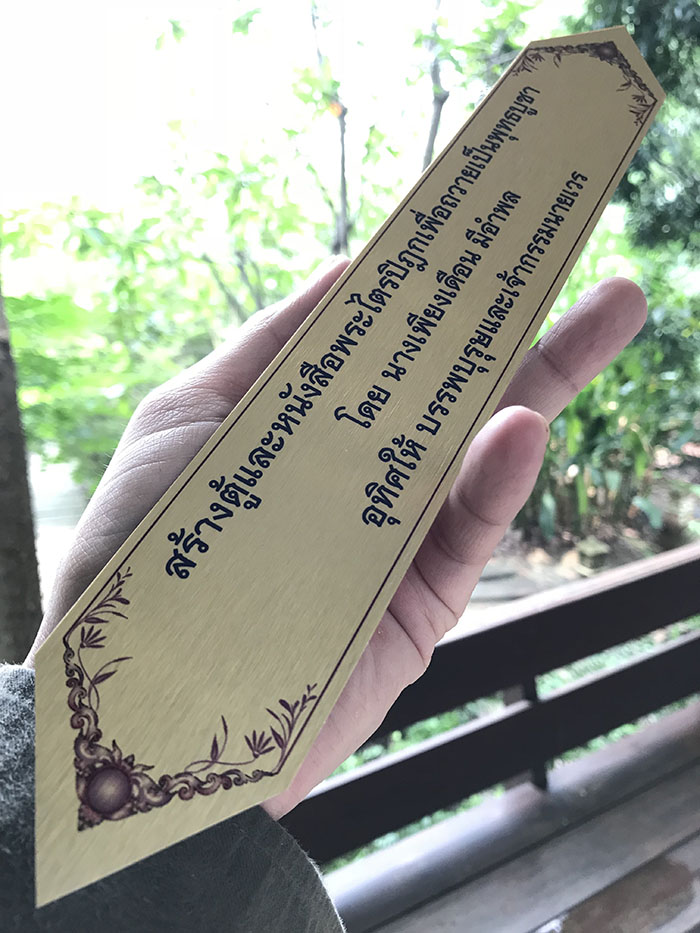 สร้างตู้และหนังสือพระไตรปิฎกเพื่อถวายเป็นพุทธบูชา
โดย นางเพียงเดือน มีอำพล
อุทิศให้ บรรพบุรุษและเจ้ากรรมนายเวร